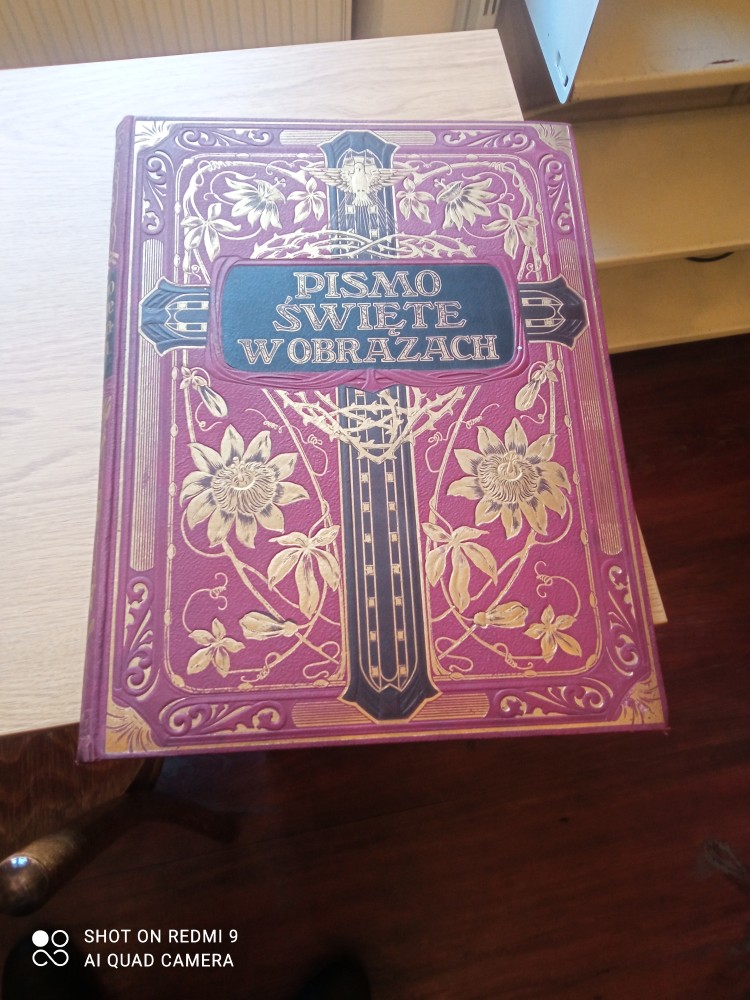 PISMO
ŚWIĘTE
W OBRAZACH
SHOT ON REDMI 9
AI QUAD CAMERA